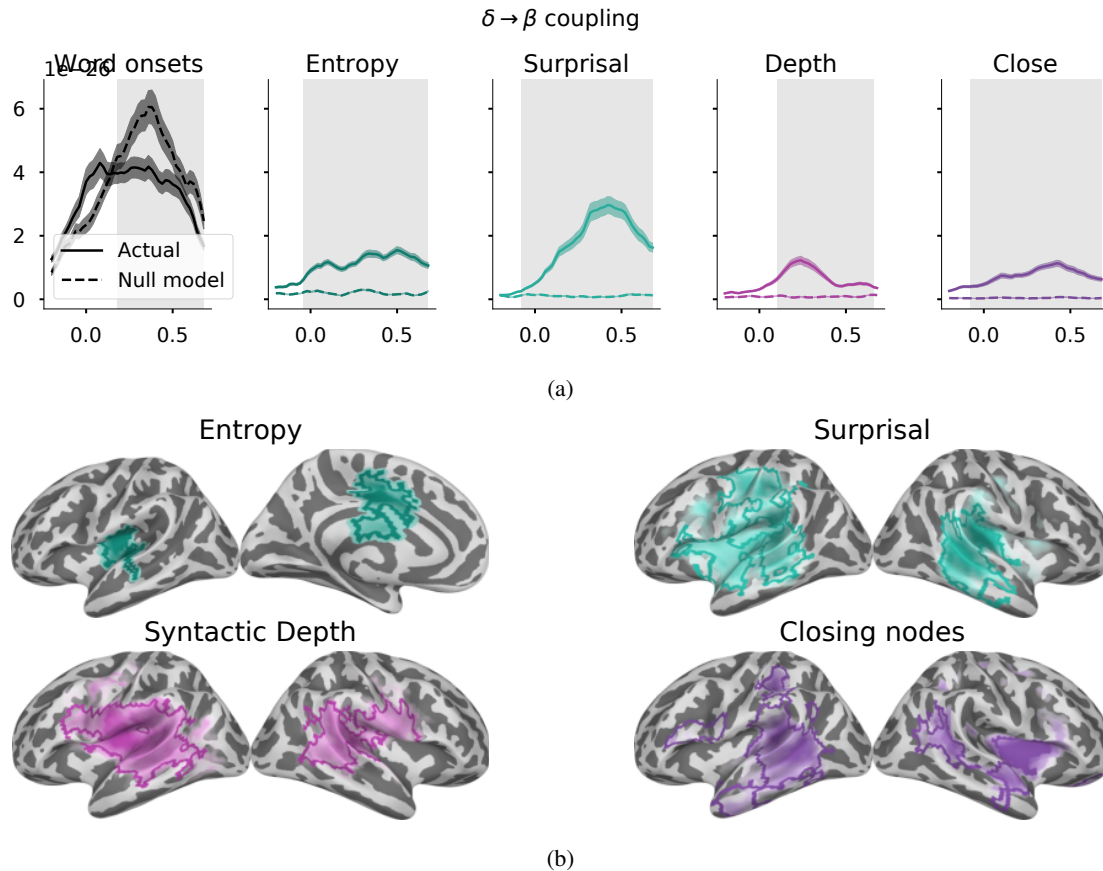 δ → β coupling
Word onsets
Entropy
Surprisal
Depth
Close
1e−26
6
4
2
0
Actual
Null model
0.0 0.5
0.0 0.5
0.0 0.5
0.0 0.5
0.0 0.5
(a)
Entropy
Surprisal
Syntactic Depth
Closing nodes
(b)